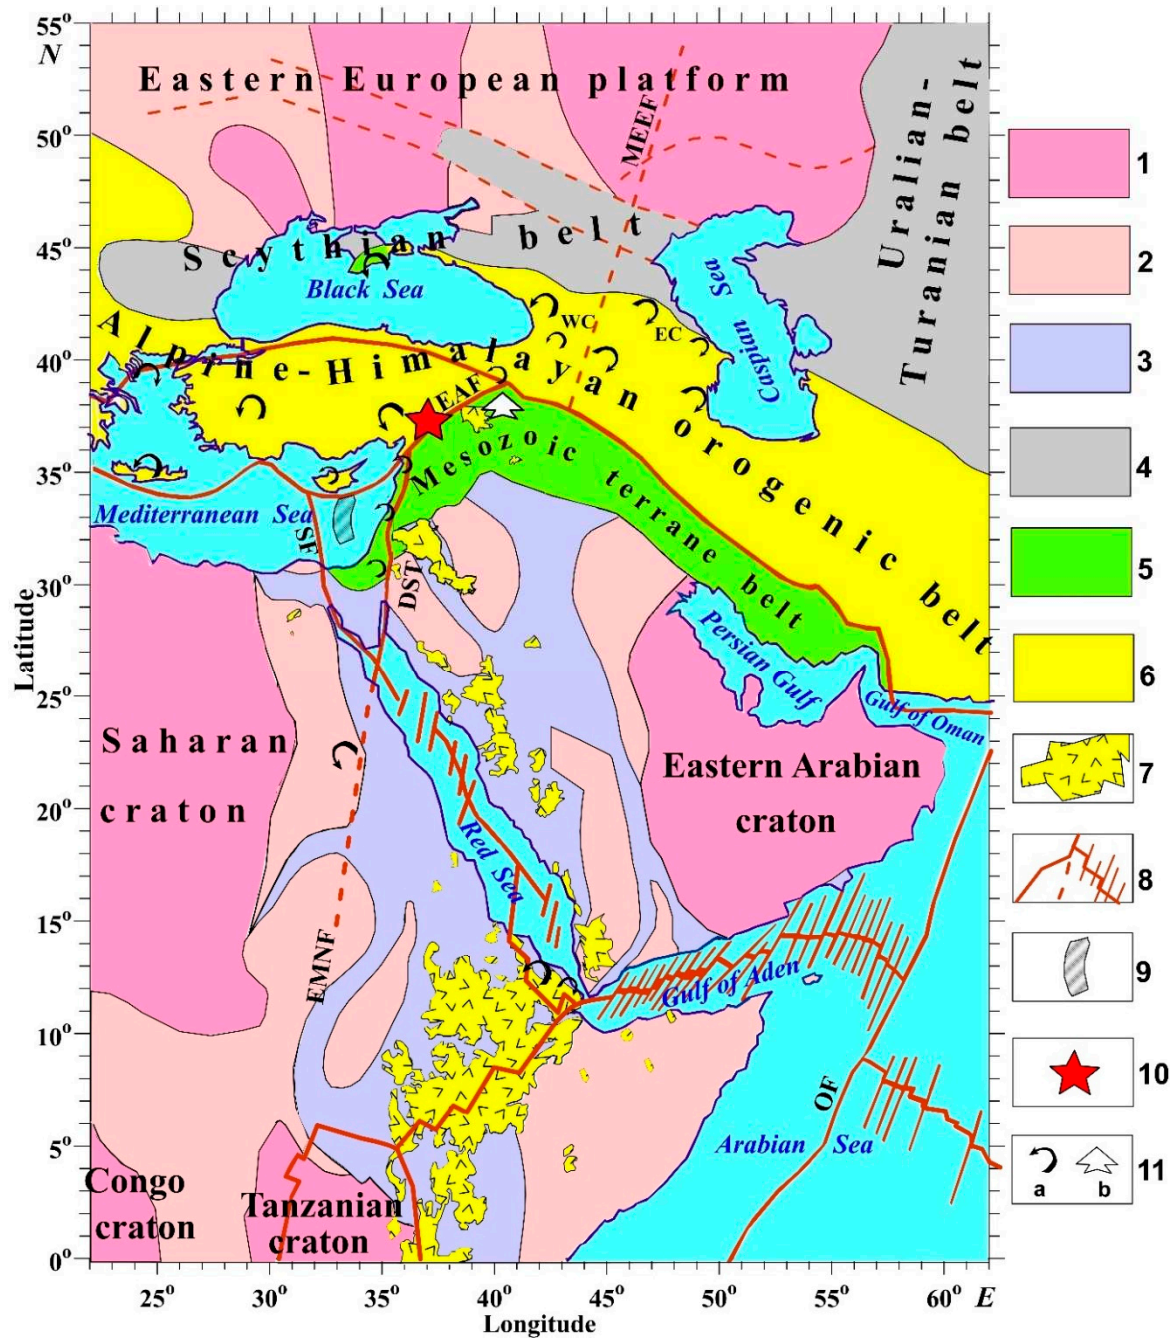 55°
N
50°
45°
40°
35°
30°
25°
20°
15°
10°
5°
0°
Latitude
25°
30°
35°
40°
45°
50°
55°
60° E
Longitude
Eastern European platform
Uralian-
Turanian belt
MEEF
Scythian belt
Black Sea
Caspian
Sea
WC
EC
Alpine-Himalayan orogenic belt
EAF
Mesozoic terrane belt
Mediterranean Sea
SF
DST
Persian Gulf
Gulf of Oman
Saharan
craton
Eastern Arabian
craton
Red Sea
EMNF
Gulf of Aden
OF
Arabian Sea
Congo
craton
Tanzanian
craton
1
2
3
4
5
6
7
8
9
10
11
a
b